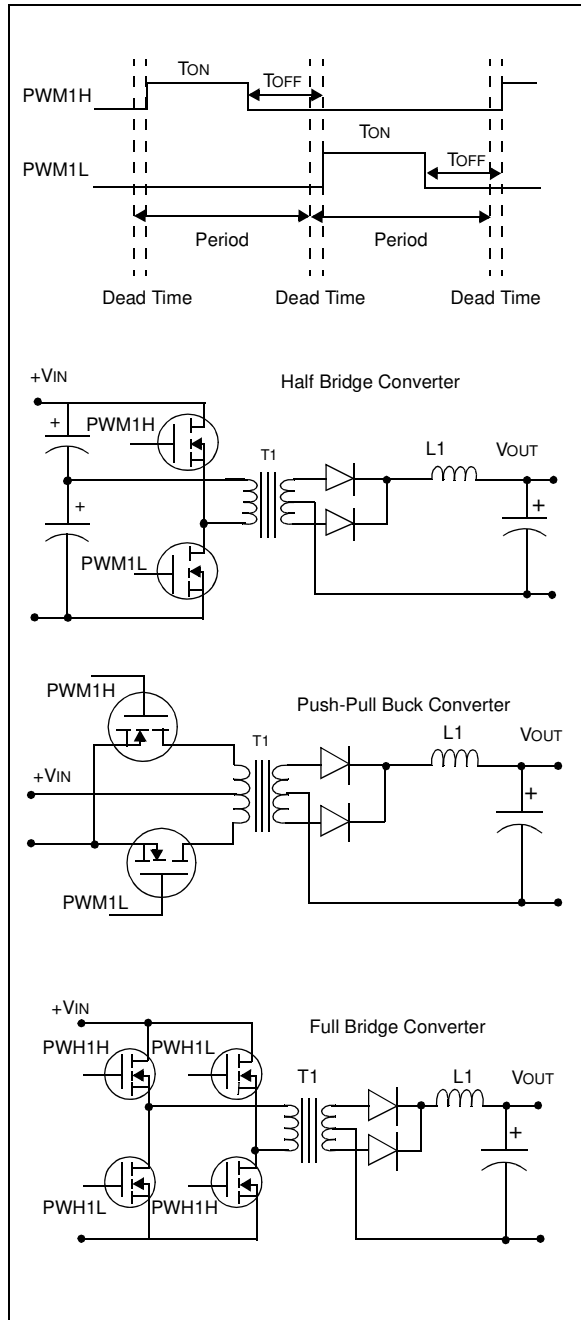 TON
TOFF
PWM1H
TON
TOFF
PWM1L
Period Period
Dead Time Dead Time Dead Time
+VIN
Half Bridge Converter
PWM1H
+
T1
L1
VOUT
+
+
PWM1L
PWM1H
Push-Pull Buck Converter
T1
L1
VOUT
+VIN
+
PWM1L
+VIN
Full Bridge Converter
PWH1H PWH1L
T1
L1
VOUT
+
PWH1L PWH1H